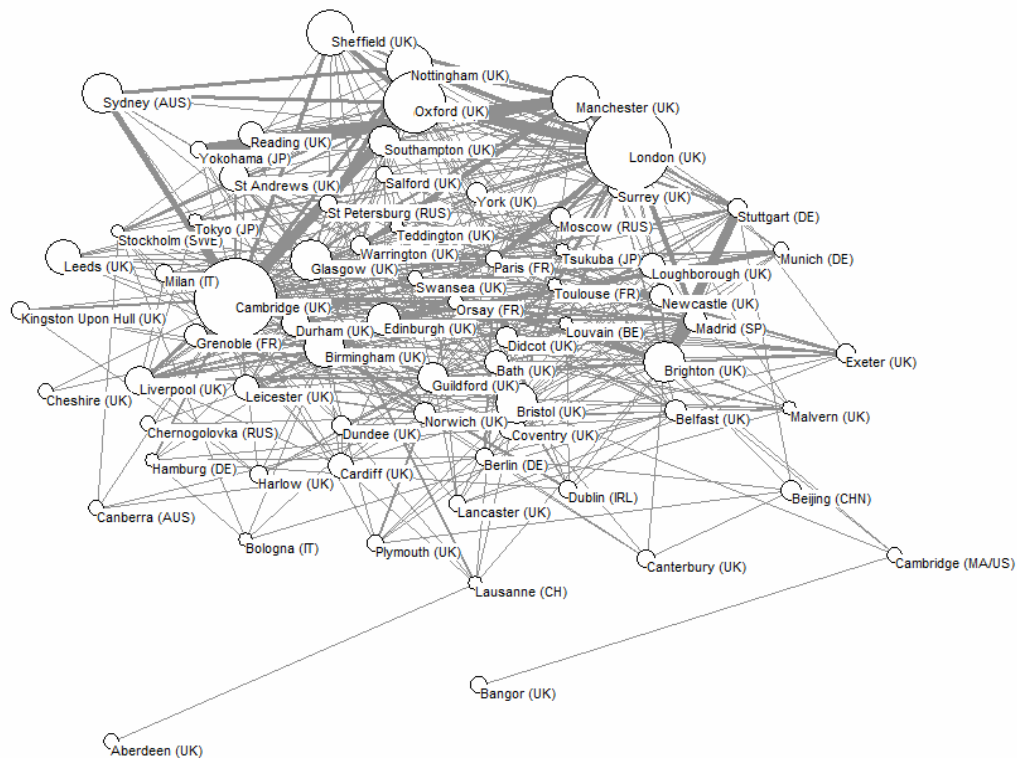 Sheffield (UK)
Nottingham (UK)
Sydney (AUS)
Oxford (UK)
Manchester (UK)
Reading (UK)
Southampton (UK)
Yokohama (JP)
London (UK)
St Andrews (UK)
Salford (UK)
York (UK)
Surrey (UK)
St Petersburg (RUS)
Stuttgart (DE)
Tokyo (JP)
Moscow (RUS)
Teddington (UK)
Stockholm (SWE)
Warrington (UK)
Tsukuba (JP)
Munich (DE)
Leeds (UK)
Glasgow (UK)
Paris (FR)
Loughborough (UK)
Milan (IT)
Swansea (UK)
Toulouse (FR)
Newcastle (UK)
Cambridge (UK)
Orsay (FR)
Kingston Upon Hull (UK)
Durham (UK)
Edinburgh (UK)
Louvain (BE)
Madrid (SP)
Grenoble (FR)
Didcot (UK)
Birmingham (UK)
Bath (UK)
Brighton (UK)
Exeter (UK)
Liverpool (UK)
Guildford (UK)
Cheshire (UK)
Leicester (UK)
Bristol (UK)
Norwich (UK)
Belfast (UK)
Malvern (UK)
Chernogolovka (RUS)
Dundee (UK)
Coventry (UK)
Hamburg (DE)
Berlin (DE)
Cardiff (UK)
Harlow (UK)
Dublin (IRL)
Beijing (CHN)
Lancaster (UK)
Canberra (AUS)
Bologna (IT)
Plymouth (UK)
Canterbury (UK)
Cambridge (MA/US)
Lausanne (CH)
Bangor (UK)
Aberdeen (UK)